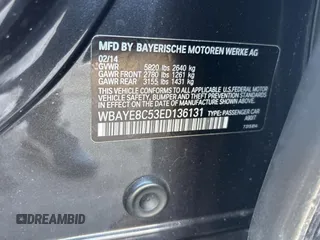 MFD BY BAYERISCHE MOTOREN WERKE AG
02/14
GVWR 5820 lbs 2640 kg
GAWR FRONT 2780 lbs 1261 kg
GAWR REAR 3155 lbs 1431 kg
THIS VEHICLE CONFORMS TO ALL APPLICABLE FEDERAL MOTOR
VEHICLE SAFETY, BUMPER AND THEFT PREVENTION STANDARDS
IN EFFECT ON THE DATE OF MANUFACTURE SHOWN ABOVE.
WBAYE8C53ED136131 TYPE: PASSENGER CAR
DREAMBID